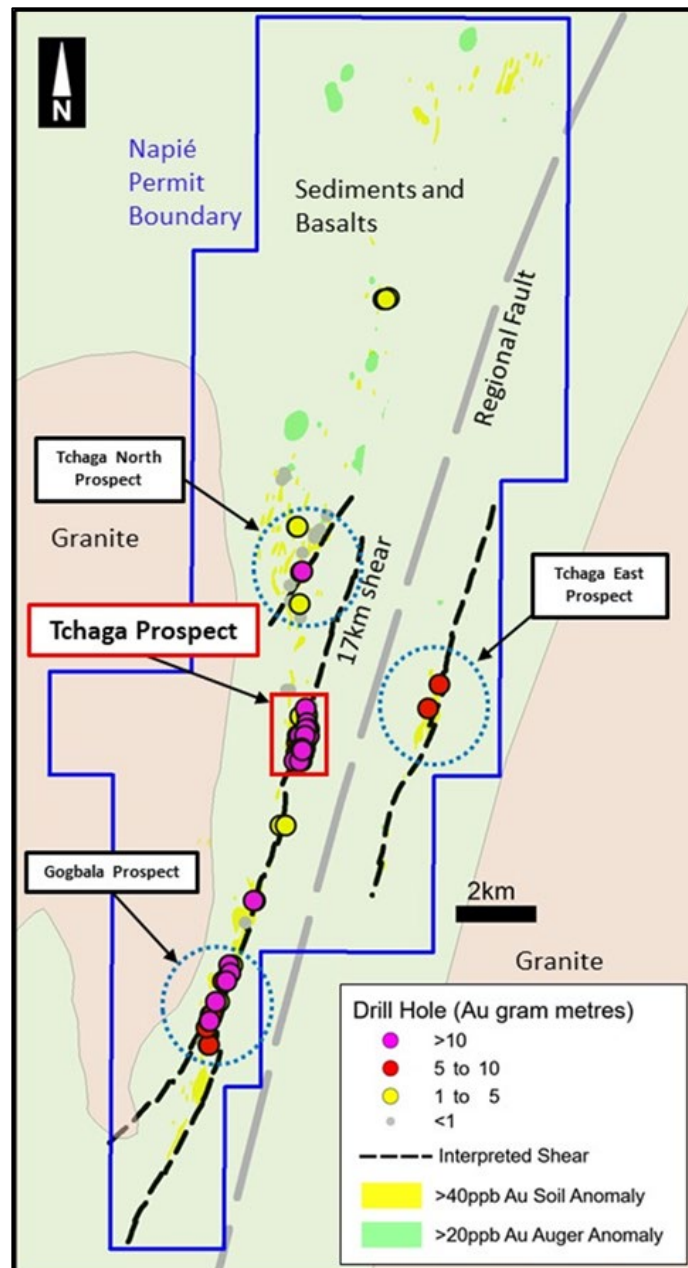 N
Napié
Permit
Boundary
Sediments and
Basalts
Regional Fault
Tchaga North
Prospect
Granite
17km shear
Tchaga East
Prospect
Tchaga Prospect
Gogbala Prospect
2km
Granite
Drill Hole (Au gram metres)
>10
5 to 10
1 to 5
<1
Interpreted Shear
>40ppb Au Soil Anomaly
>20ppb Au Auger Anomaly